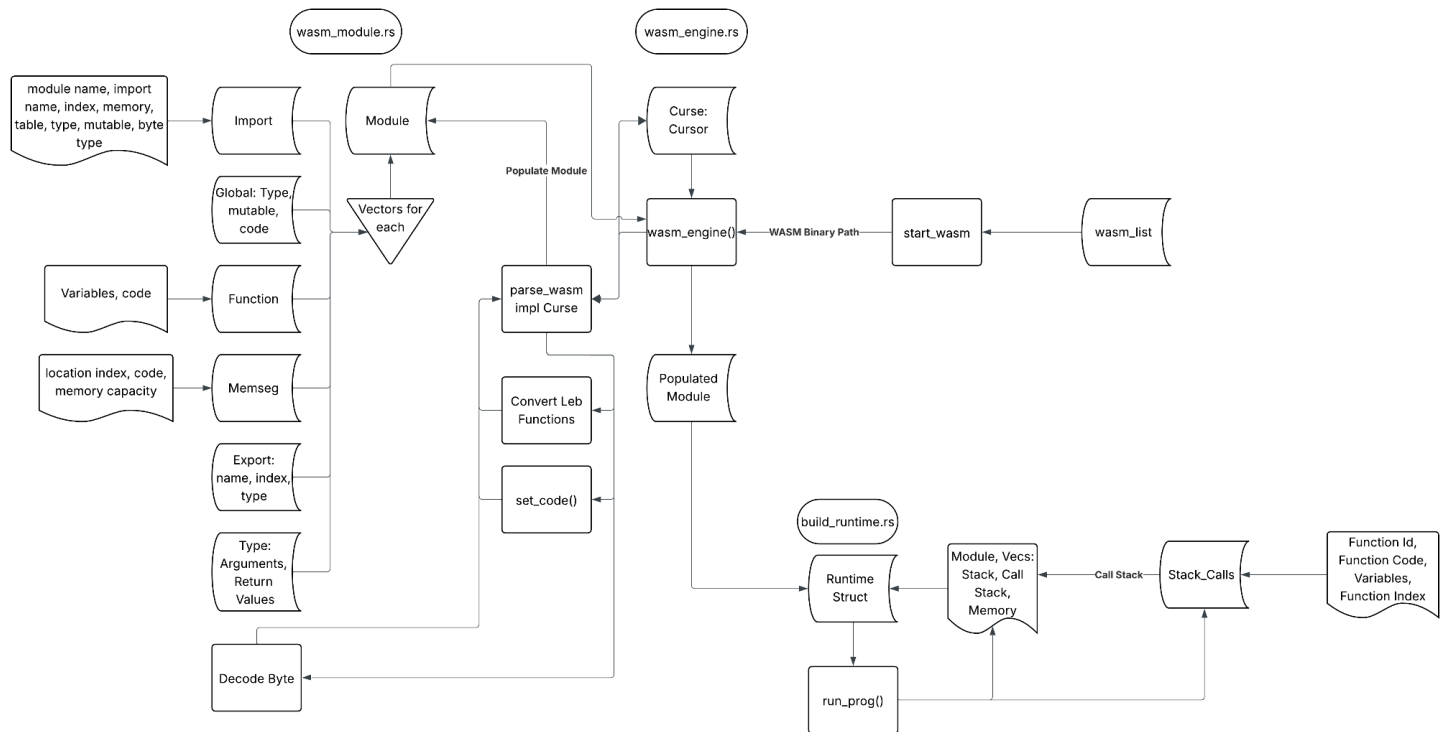 wasm_module.rs
wasm_engine.rs
module name, import
name, index, memory,
table, type, mutable, byte
type
Import
Module
Curse:
Cursor
Populate Module
Global: Type,
mutable,
code
Vectors for
each
wasm_engine()
WASM Binary Path
start_wasm
wasm_list
Variables, code
Function
parse_wasm
impl Curse
location index, code,
memory capacity
Memseg
Convert Leb
Functions
Populated
Module
Export:
name, index,
type
set_code()
build_runtime.rs
Type:
Arguments,
Return
Values
Runtime
Struct
Module, Vecs:
Stack, Call
Stack,
Memory
Call Stack
Stack_Calls
Function Id,
Function Code,
Variables,
Function Index
Decode Byte
run_prog()